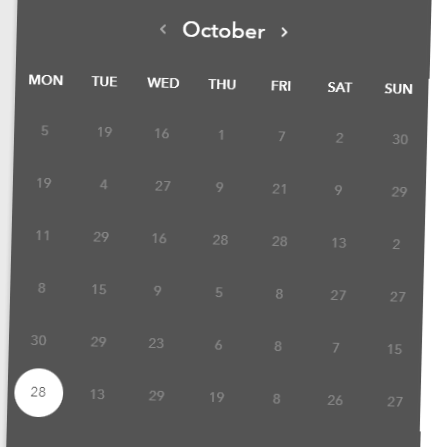 ‹ October ›
MON TUE WED THU FRI SAT SUN
5 19 16 1 7 2 30
19 4 27 9 21 9 29
11 29 16 28 28 13 2
8 15 9 5 8 27 27
30 29 23 6 8 7 15
28 13 29 19 8 26 27